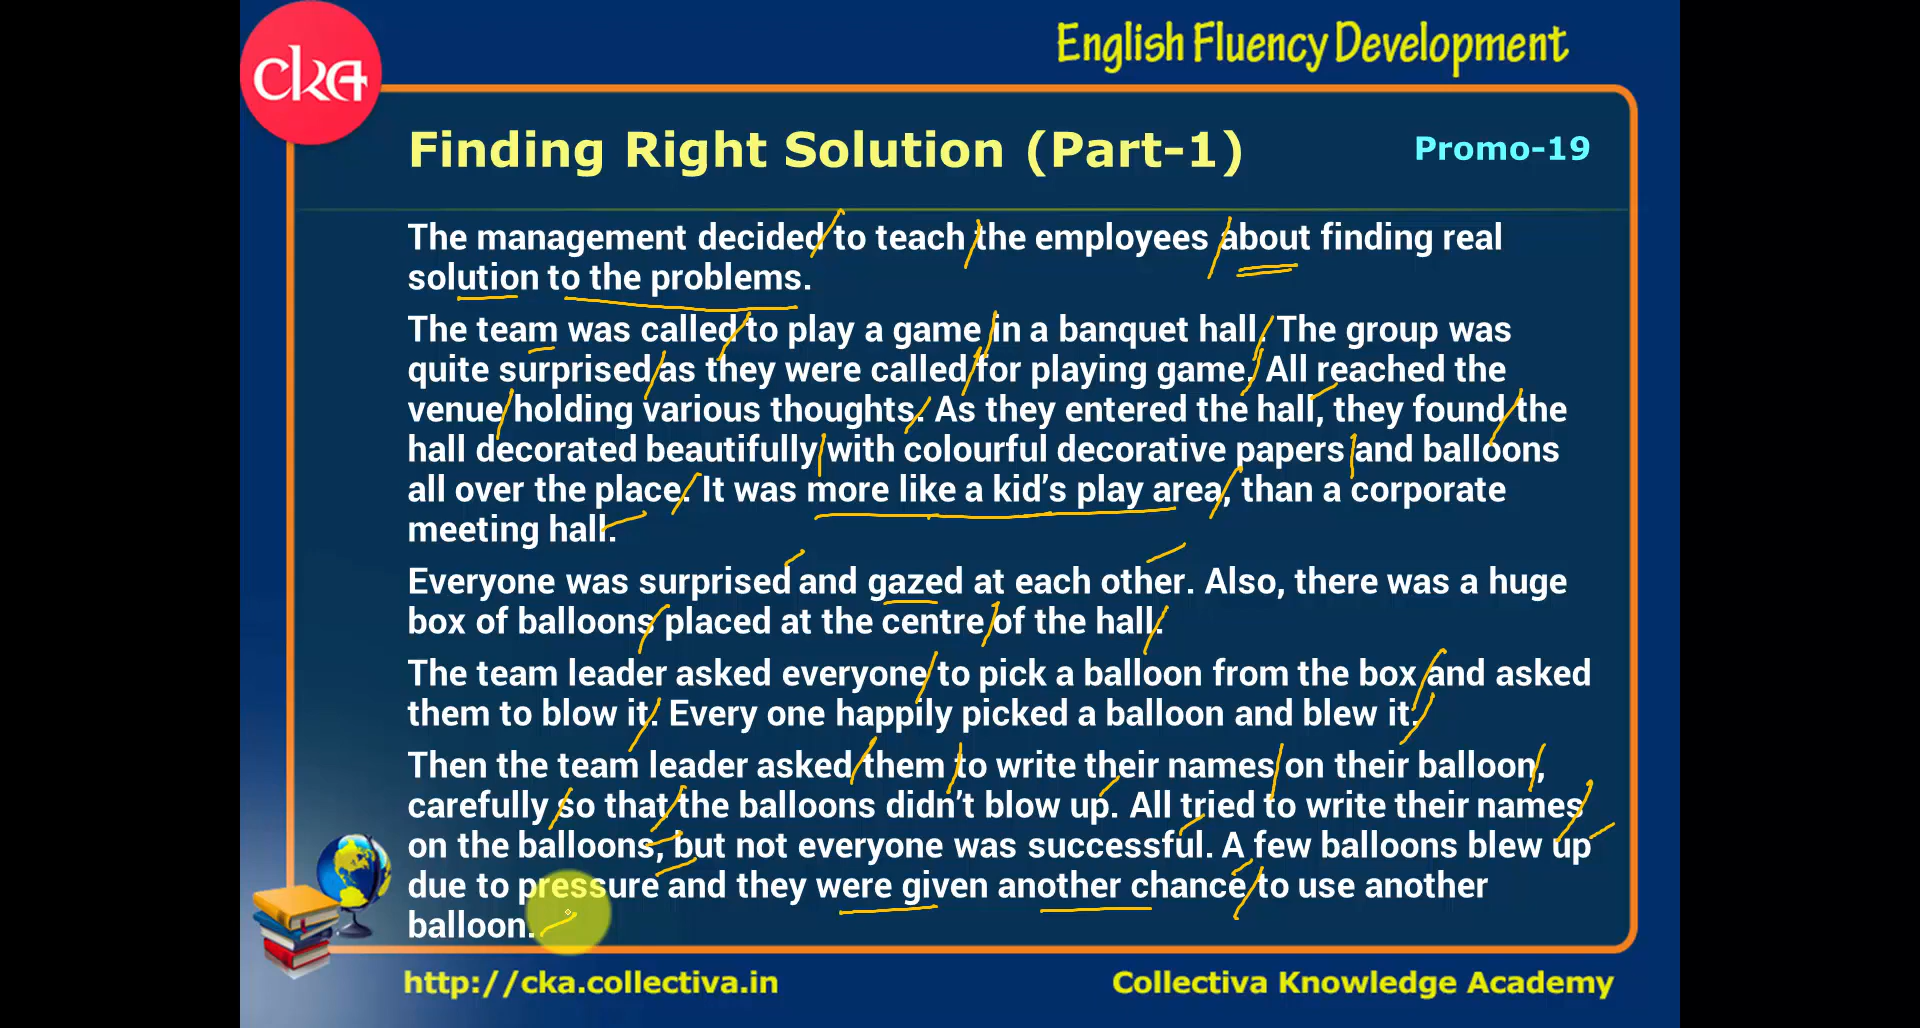 cka
English Fluency Development
Finding Right Solution (Part-1)
Promo-19
The management decided to teach the employees about finding real
solution to the problems.
The team was called to play a game in a banquet hall. The group was
quite surprised as they were called for playing game. All reached the
venue holding various thoughts. As they entered the hall, they found the
hall decorated beautifully with colourful decorative papers and balloons
all over the place. It was more like a kid's play area, than a corporate
meeting hall.
Everyone was surprised and gazed at each other. Also, there was a huge
box of balloons placed at the centre of the hall.
The team leader asked everyone to pick a balloon from the box and asked
them to blow it. Every one happily picked a balloon and blew it.
Then the team leader asked them to write their names on their balloon,
carefully so that the balloons didn't blow up. All tried to write their names
on the balloons, but not everyone was successful. A few balloons blew up
due to pressure and they were given another chance to use another
balloon.
http://cka.collectiva.in
Collectiva Knowledge Academy